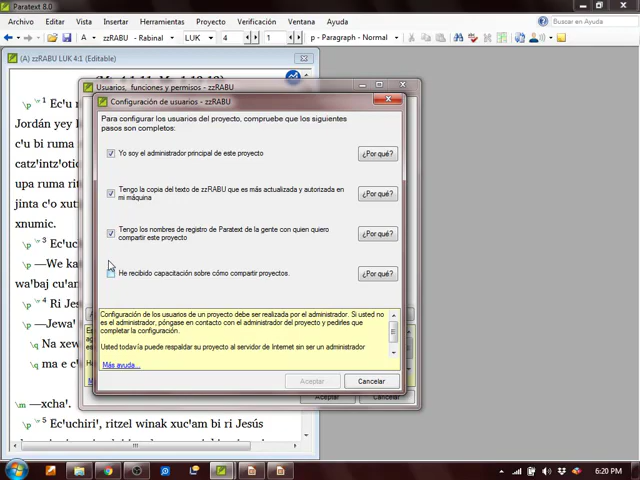 Paratext 8.0
Archivo Editar Vista Insertar Herramientas Proyecto Verificación Ventana Ayuda
Buscar en Ayuda
zzRABU - Rabinal LUK 4 1 p - Paragraph - Normal
(A) zzRABU LUK 4:1 (Editable)
Usuarios, funciones y permisos - zzRABU
Configuración de usuarios - zzRABU
Para configurar los usuarios del proyecto, compruebe que los siguientes
pasos son completos:
Yo soy el administrador principal de este proyecto
¿Por qué?
Tengo la copia del texto de zzRABU que es más actualizada y autorizada en
mi máquina
¿Por qué?
Tengo los nombres de registro de Paratext de la gente con quien quiero
compartir este proyecto
¿Por qué?
He recibido capacitación sobre cómo compartir proyectos.
¿Por qué?
Configuración de los usuarios de un proyecto debe ser realizada por el administrador. Si usted no
es el administrador, póngase en contacto con el administrador del proyecto y pedirles que
completar la configuración.
Usted todavía puede respaldar su proyecto al servidor de Internet sin ser un administrador
Más ayuda...
Aceptar Cancelar
Aceptar Cancelar
\p 1 Ec'u
Jordán yey l
c'u bi ruma
catz'intz'otic
upa ruma ri
jinta c'o xuti
xnumic.
\p 3 Ec'uc
\p —We ka
wa'baj cu'an
\p 4 Ri J
\p —Jewa'
\q Na xew
\q ma e c'
\m —xcha'.
\p 5 Ec'uchiri', ritzel winak xuc'am bi ri Jesús
6:20 PM